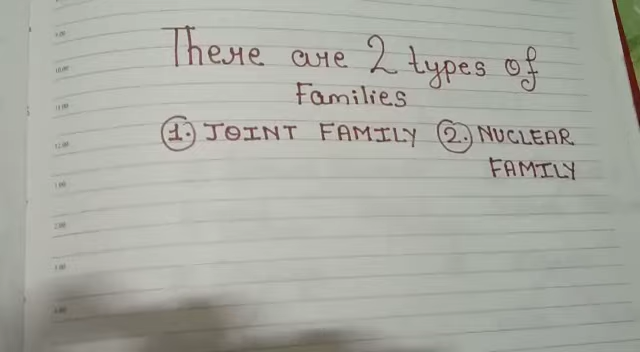 There are 2 types of
Families
1. JOINT FAMILY 2. NUCLEAR
FAMILY